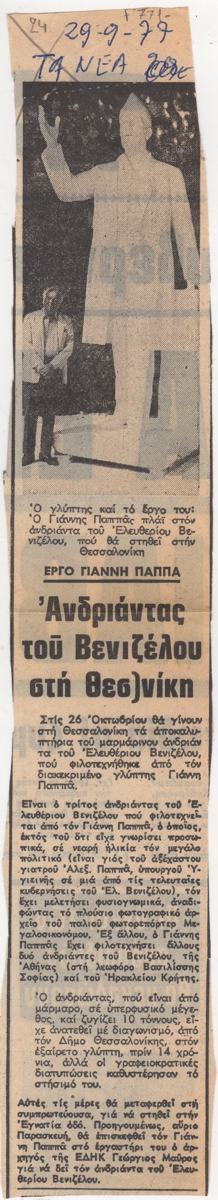 24
29-9-77
Τα ΝΕΑ
Ὁ γλύπτης καί τό ἔργο του:
Ὁ Γιάννης Παππᾶς πλάϊ στόν
ἀνδριάντα τοῦ Ἐλευθερίου Βε-
νιζέλου, πού θά στηθεῖ στήν
Θεσσαλονίκη
ΕΡΓΟ ΓΙΑΝΝΗ ΠΑΠΠΑ
Ἀνδριάντας
τοῦ Βενιζέλου
στή Θεσ)νίκη
Στίς 26 Ὀκτωβρίου θά γίνουν
στή Θεσσαλονίκη τά ἀποκαλυ-
πτήρια τοῦ μαρμάρινου ἀνδριάν-
τα τοῦ Ἐλευθερίου Βενιζέλου,
πού φιλοτεχνήθηκε ἀπό τόν
διακεκριμένο γλύπτη Γιάννη
Παππᾶ.
Εἶναι ὁ τρίτος ἀνδριάντας τοῦ Ἐ-
λευθερίου Βενιζέλου πού φιλοτεχνεῖ-
ται ἀπό τόν Γιάννη Παππᾶ, ὁ ὁποῖος,
ἐκτός τοῦ ὅτι εἶχε γνωρίσει προσωπι-
κά, σέ νεαρή ἡλικία τόν μεγάλο
πολιτικό (εἶναι γιός τοῦ ἀξέχαστου
γιατροῦ Ἀλεξ. Παππᾶ, ὑπουργοῦ Ὑ-
γιεινῆς σέ μιά ἀπό τίς τελευταῖες
κυβερνήσεις τοῦ Ἐλ. Βενιζέλου), τόν
ἔχει μελετήσει φυσιογνωμικά, ἀναδι-
φώντας τό πλούσιο φωτογραφικό ἀρχεῖ-
ο τοῦ παλιοῦ φωτορεπόρτερ Με-
γαλοοικονόμου. Ἐξ ἄλλου, ὁ Γιάννης
Παππᾶς ἔχει φιλοτεχνήσει ἄλλους
δυό ἀνδριάντες τοῦ Βενιζέλου, τῆς
Ἀθήνας (στή λεωφόρο Βασιλίσσης
Σοφίας) καί τοῦ Ἡρακλείου Κρήτης.
Ὁ ἀνδριάντας, πού εἶναι ἀπό
μάρμαρο, σέ ὑπερφυσικό μέγε-
θος, καί ζυγίζει 10 τόννους, εἶ-
χε ἀνατεθεῖ μέ διαγωνισμό, ἀπό
τόν Δῆμο Θεσσαλονίκης, στόν
ἐξαίρετο γλύπτη, πρίν 14 χρό-
νια, ἀλλά οἱ γραφειοκρατικές
διατυπώσεις καθυστέρησαν τό
στήσιμό του.
Αὐτές τίς μέρες θά μεταφερθεῖ στή
συμπρωτεύουσα, γιά νά στηθεῖ στήν
Ἐγνατία ὁδό. Προηγουμένως, αὔριο
Παρασκευή, θά ἐπισκεφθεῖ τόν Γιάν-
νη Παππᾶ στό ἐργαστήρι του ὁ ἀρ-
χηγός τῆς ΕΔΗΚ Γεώργιος Μαῦρος
γιά νά δεῖ τόν ἀνδριάντα τοῦ Ἐλευ-
θερίου Βενιζέλου.